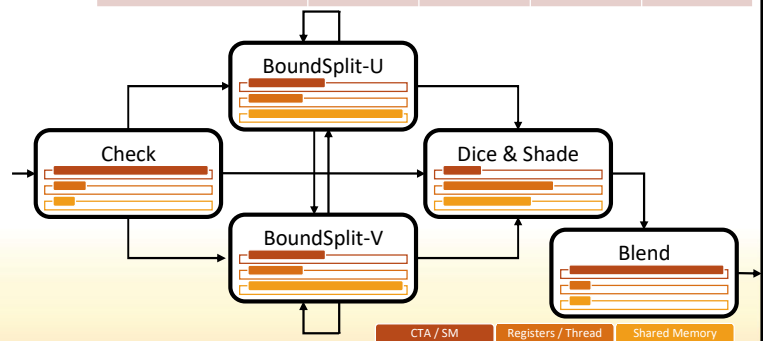 BoundSplit-U
Check
Dice & Shade
BoundSplit-V
Blend
CTA / SM
Registers / Thread
Shared Memory